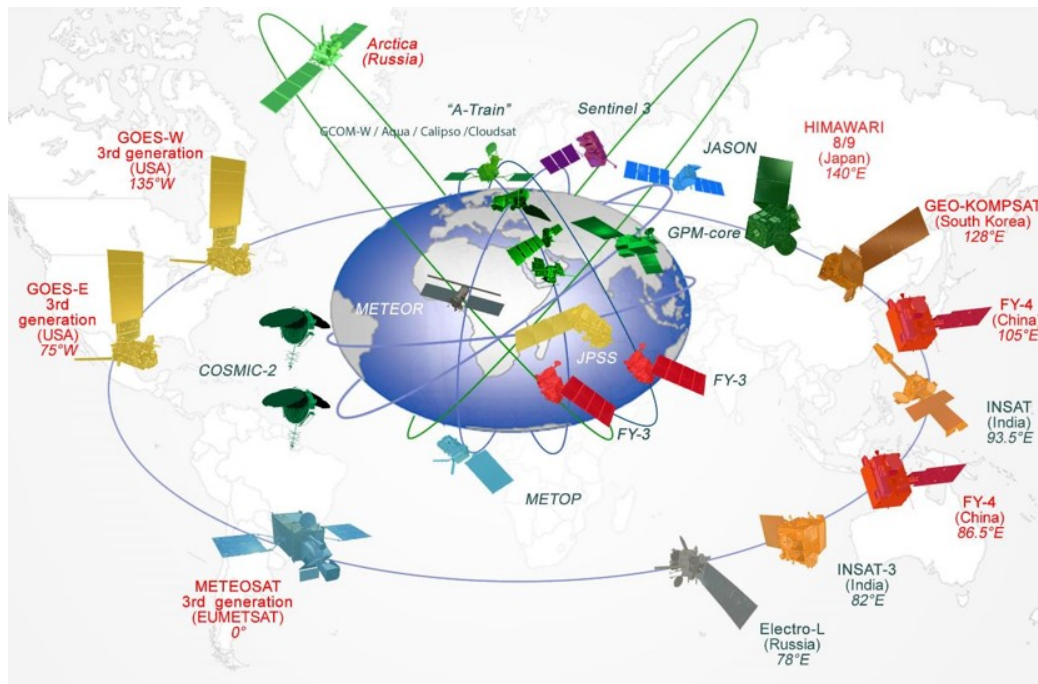 Arctica
(Russia)
"A-Train"
GCOM-W / Aqua / Calipso /Cloudsat
Sentinel 3
JASON
HIMAWARI
8/9
(Japan)
140°E
GOES-W
3rd generation
(USA)
135°W
GEO-KOMPSAT
(South Korea)
128°E
GPM-core
GOES-E
3rd
generation
(USA)
75°W
METEOR
FY-4
(China)
105°E
JPSS
COSMIC-2
FY-3
INSAT
(India)
93.5°E
FY-3
METOP
FY-4
(China)
86.5°E
INSAT-3
(India)
82°E
METEOSAT
3rd generation
(EUMETSAT)
0°
Electro-L
(Russia)
78°E